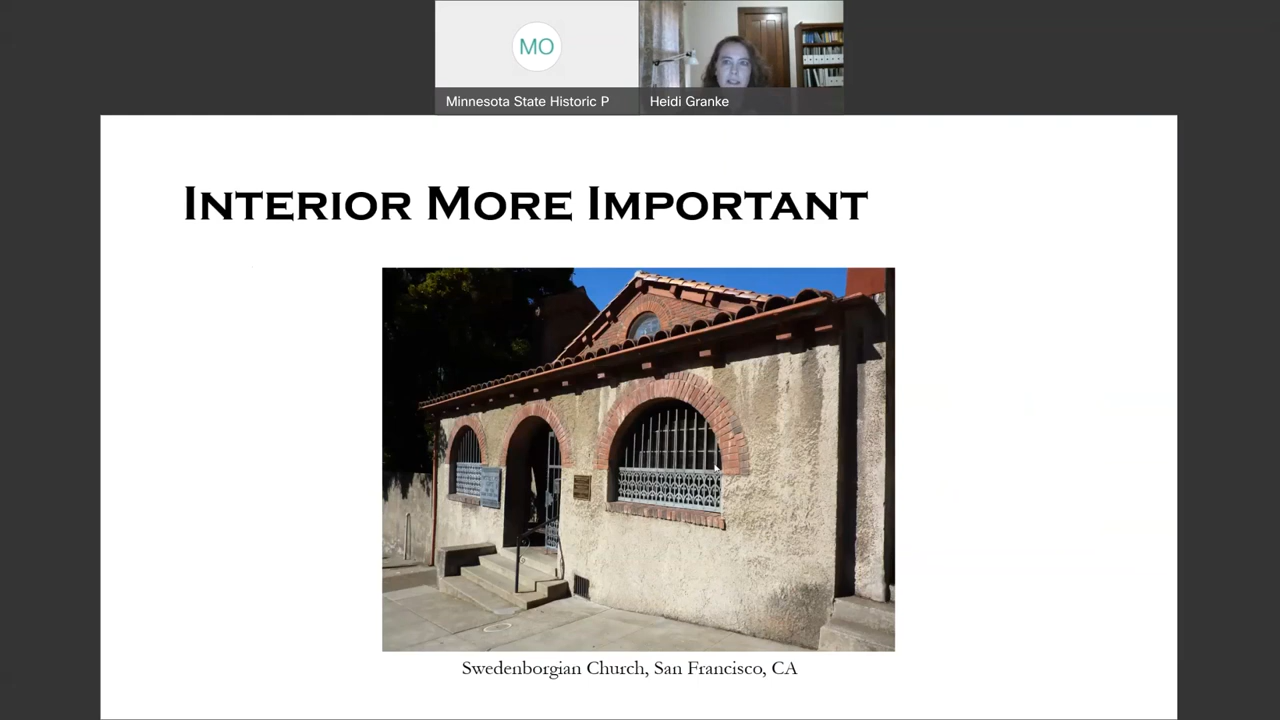 MO
Minnesota State Historic P
Heidi Granke
INTERIOR MORE IMPORTANT
Swedenborgian Church, San Francisco, CA